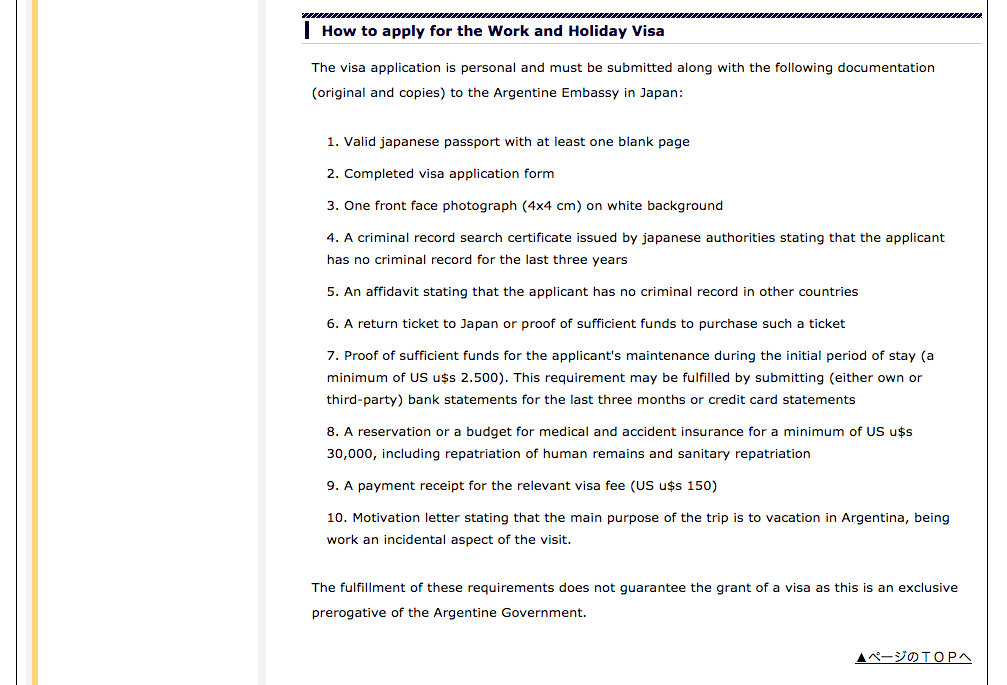 How to apply for the Work and Holiday Visa
The visa application is personal and must be submitted along with the following documentation
(original and copies) to the Argentine Embassy in Japan:
1. Valid japanese passport with at least one blank page
2. Completed visa application form
3. One front face photograph (4x4 cm) on white background
4. A criminal record search certificate issued by japanese authorities stating that the applicant
has no criminal record for the last three years
5. An affidavit stating that the applicant has no criminal record in other countries
6. A return ticket to Japan or proof of sufficient funds to purchase such a ticket
7. Proof of sufficient funds for the applicant's maintenance during the initial period of stay (a
minimum of US u$s 2.500). This requirement may be fulfilled by submitting (either own or
third-party) bank statements for the last three months or credit card statements
8. A reservation or a budget for medical and accident insurance for a minimum of US u$s
30,000, including repatriation of human remains and sanitary repatriation
9. A payment receipt for the relevant visa fee (US u$s 150)
10. Motivation letter stating that the main purpose of the trip is to vacation in Argentina, being
work an incidental aspect of the visit.
The fulfillment of these requirements does not guarantee the grant of a visa as this is an exclusive
prerogative of the Argentine Government.
▲ページのＴＯＰへ